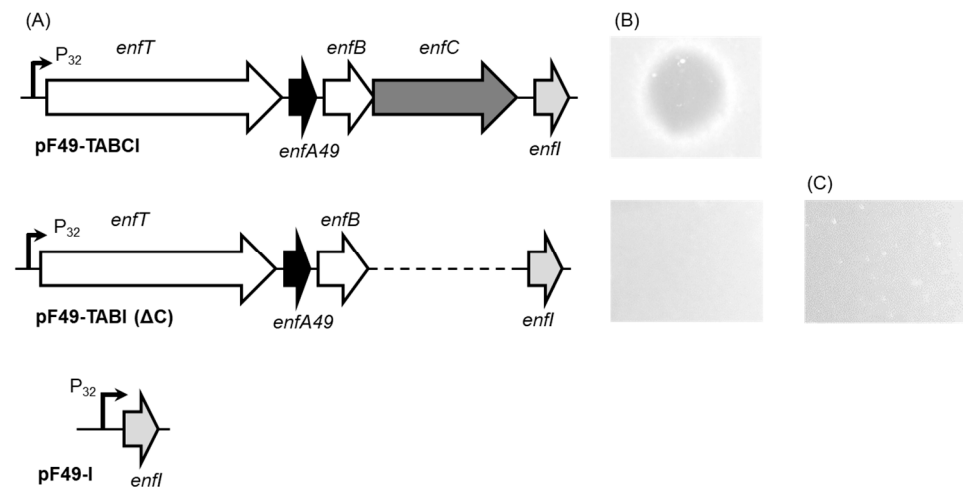 (A)
(B)
P32
enfT
enfB
enfC
enfA49
enfI
pF49-TABCI
(C)
P32
enfT
enfB
enfA49
enfI
pF49-TABI (ΔC)
P32
enfI
pF49-I